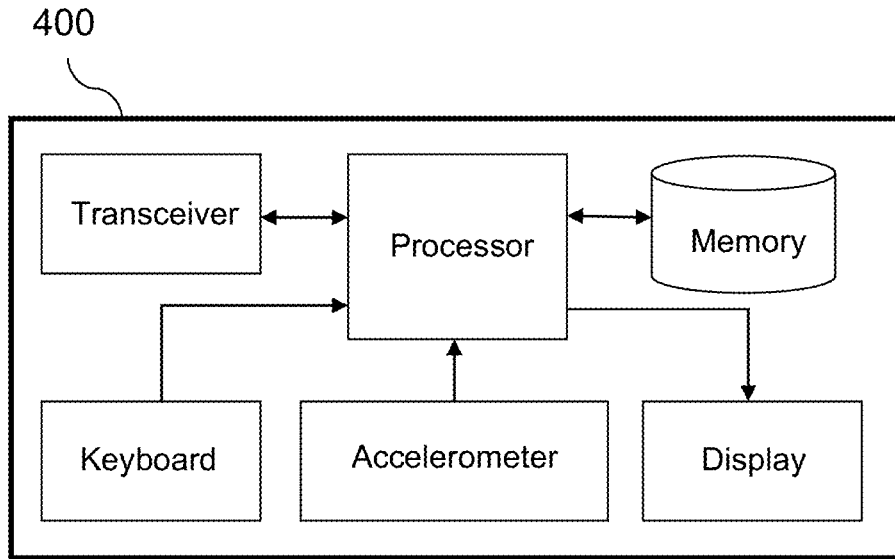 400
Transceiver
Processor
Memory
Keyboard
Accelerometer
Display